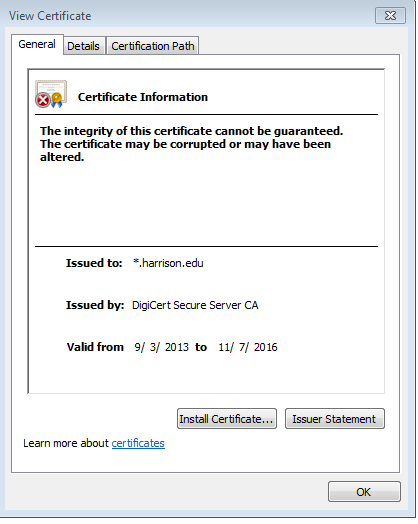 View Certificate
General Details Certification Path
Certificate Information
The integrity of this certificate cannot be guaranteed.
The certificate may be corrupted or may have been
altered.
Issued to: *.harrison.edu
Issued by: DigiCert Secure Server CA
Valid from 9/ 3/ 2013 to 11/ 7/ 2016
Install Certificate... Issuer Statement
Learn more about certificates
OK